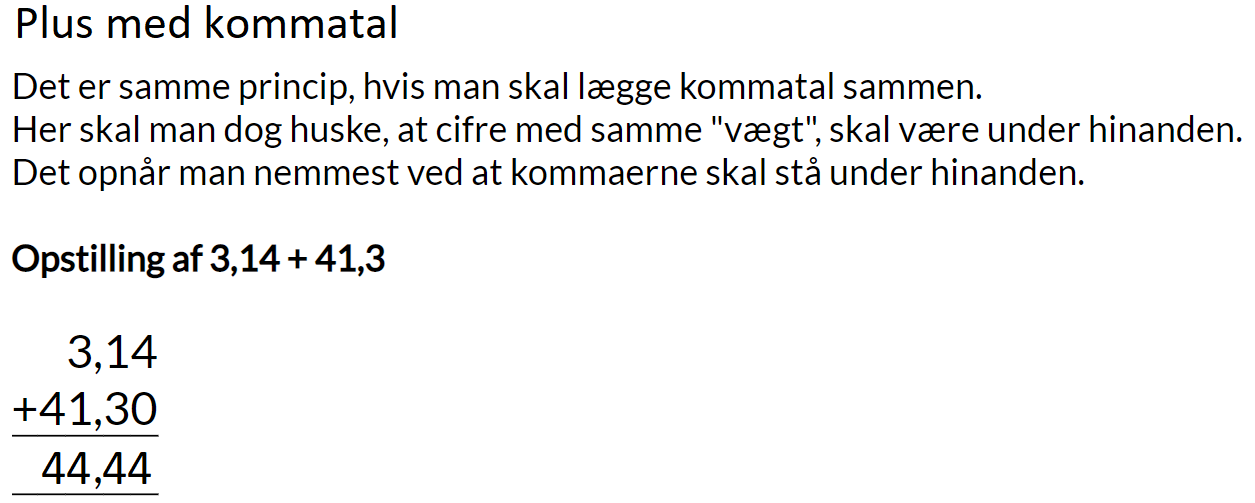 Plus med kommatal
Det er samme princip, hvis man skal lægge kommatal sammen.
Her skal man dog huske, at cifre med samme "vægt", skal være under hinanden.
Det opnår man nemmest ved at kommaerne skal stå under hinanden.
Opstilling af 3,14 + 41,3
3,14
+41,30
44,44